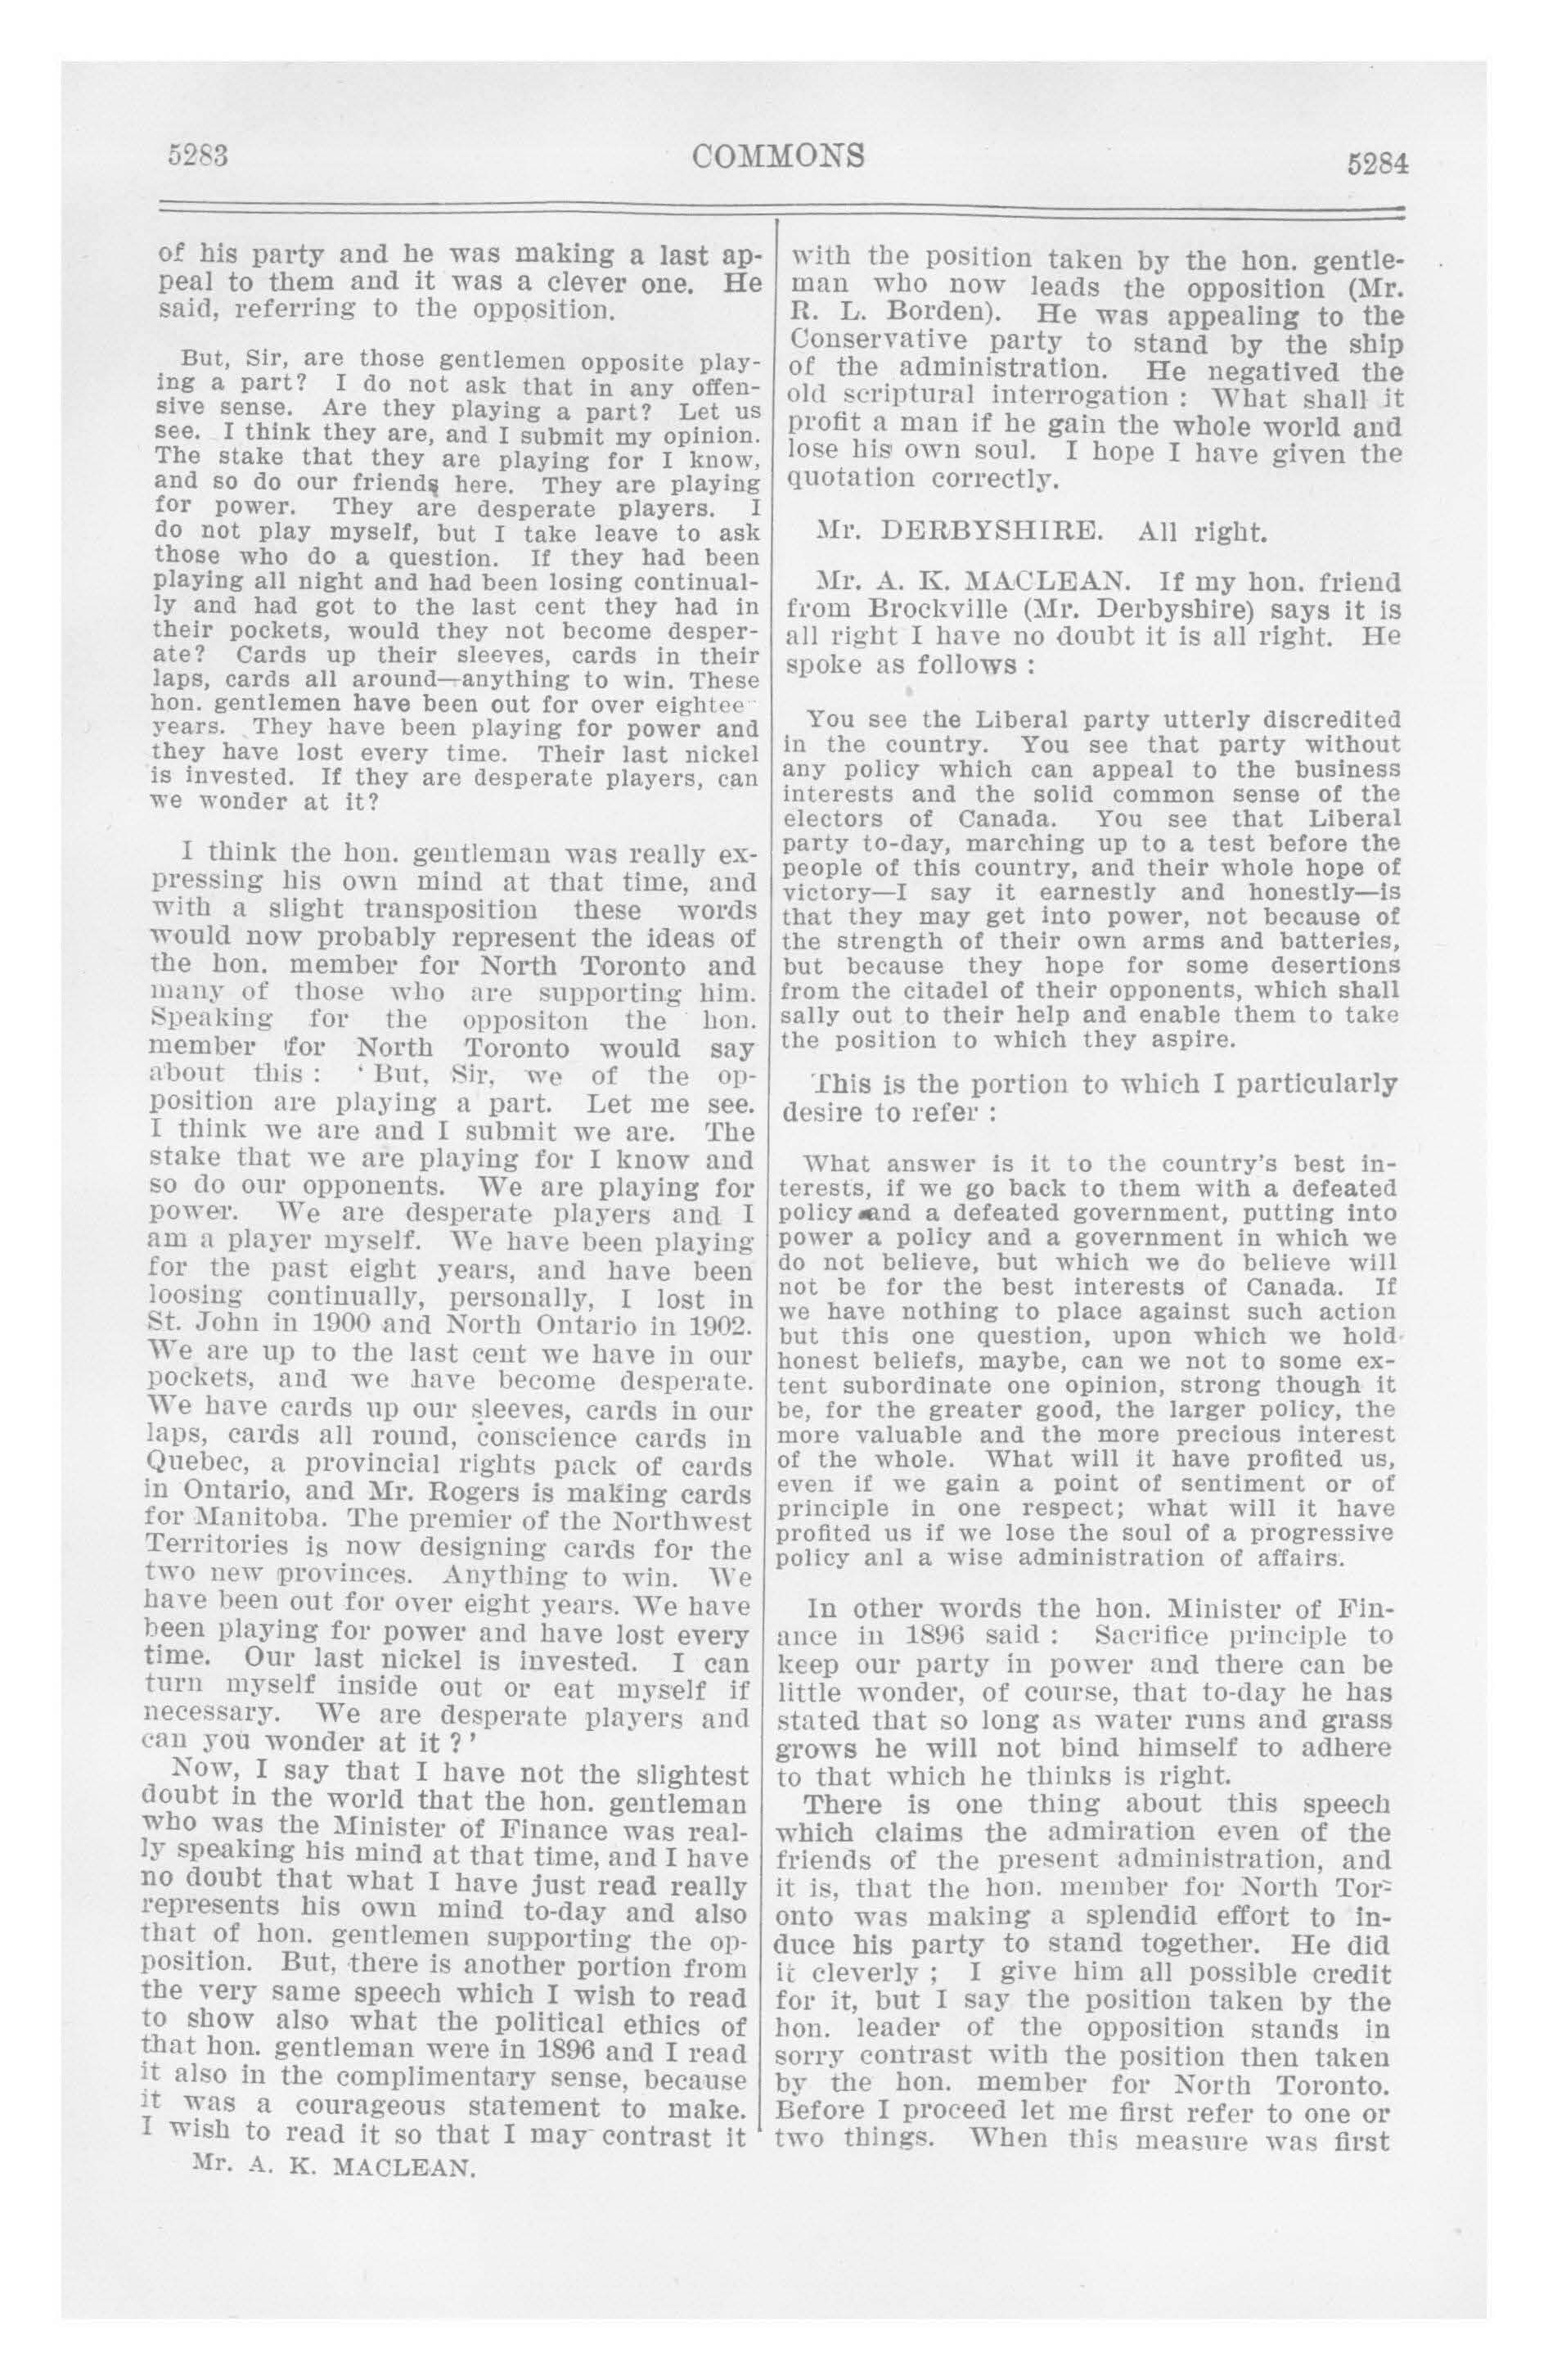 5283
COMMONS
5284
of his party and he was making a last ap-
peal to them and it was a clever one. He
said, referring to the opposition.
But, Sir, are those gentlemen opposite play-
ing a part? I do not ask that in any offen-
sive sense. Are they playing a part? Let us
see. I think they are, and I submit my opinion.
The stake that they are playing for I know,
and so do our friends here. They are playing
for power. They are desperate players. I
do not play myself, but I take leave to ask
those who do a question. If they had been
playing all night and had been losing continual-
ly and had got to the last cent they had in
their pockets, would they not become desper-
ate? Cards up their sleeves, cards in their
laps, cards all around—anything to win. These
hon. gentlemen have been out for over eightee
years. They have been playing for power and
they have lost every time. Their last nickel
is invested. If they are desperate players, can
we wonder at it?
I think the hon. gentleman was really ex-
pressing his own mind at that time, and
with a slight transposition these words
would now probably represent the ideas of
the hon. member for North Toronto and
many of those who are supporting him.
Speaking for the oppositon the hon.
member for North Toronto would say
about this : ' But, Sir, we of the op-
position are playing a part. Let me see.
I think we are and I submit we are. The
stake that we are playing for I know and
so do our opponents. We are playing for
power. We are desperate players and I
am a player myself. We have been playing
for the past eight years, and have been
loosing continually, personally, I lost in
St. John in 1900 and North Ontario in 1902.
We are up to the last cent we have in our
pockets, and we have become desperate.
We have cards up our sleeves, cards in our
laps, cards all round, conscience cards in
Quebec, a provincial rights pack of cards
in Ontario, and Mr. Rogers is making cards
for Manitoba. The premier of the Northwest
Territories is now designing cards for the
two new provinces. Anything to win. We
have been out for over eight years. We have
been playing for power and have lost every
time. Our last nickel is invested. I can
turn myself inside out or eat myself if
necessary. We are desperate players and
can you wonder at it ? '
Now, I say that I have not the slightest
doubt in the world that the hon. gentleman
who was the Minister of Finance was real-
ly speaking his mind at that time, and I have
no doubt that what I have just read really
represents his own mind to-day and also
that of hon. gentlemen supporting the op-
position. But, there is another portion from
the very same speech which I wish to read
to show also what the political ethics of
that hon. gentleman were in 1896 and I read
it also in the complimentary sense, because
it was a courageous statement to make.
I wish to read it so that I may contrast it
Mr. A. K. MACLEAN.
with the position taken by the hon. gentle-
man who now leads the opposition (Mr.
R. L. Borden). He was appealing to the
Conservative party to stand by the ship
of the administration. He negatived the
old scriptural interrogation : What shall it
profit a man if he gain the whole world and
lose his own soul. I hope I have given the
quotation correctly.
Mr. DERBYSHIRE. All right.
Mr. A. K. MACLEAN. If my hon. friend
from Brockville (Mr. Derbyshire) says it is
all right I have no doubt it is all right. He
spoke as follows :
You see the Liberal party utterly discredited
in the country. You see that party without
any policy which can appeal to the business
interests and the solid common sense of the
electors of Canada. You see that Liberal
party to-day, marching up to a test before the
people of this country, and their whole hope of
victory—I say it earnestly and honestly—is
that they may get into power, not because of
the strength of their own arms and batteries,
but because they hope for some desertions
from the citadel of their opponents, which shall
sally out to their help and enable them to take
the position to which they aspire.
This is the portion to which I particularly
desire to refer :
What answer is it to the country's best in-
terests, if we go back to them with a defeated
policy and a defeated government, putting into
power a policy and a government in which we
do not believe, but which we do believe will
not be for the best interests of Canada. If
we have nothing to place against such action
but this one question, upon which we hold
honest beliefs, maybe, can we not to some ex-
tent subordinate one opinion, strong though it
be, for the greater good, the larger policy, the
more valuable and the more precious interest
of the whole. What will it have profited us,
even if we gain a point of sentiment or of
principle in one respect; what will it have
profited us if we lose the soul of a progressive
policy anl a wise administration of affairs.
In other words the hon. Minister of Fin-
ance in 1896 said : Sacrifice principle to
keep our party in power and there can be
little wonder, of course, that to-day he has
stated that so long as water runs and grass
grows he will not bind himself to adhere
to that which he thinks is right.
There is one thing about this speech
which claims the admiration even of the
friends of the present administration, and
it is, that the hon. member for North Tor-
onto was making a splendid effort to in-
duce his party to stand together. He did
it cleverly ; I give him all possible credit
for it, but I say the position taken by the
hon. leader of the opposition stands in
sorry contrast with the position then taken
by the hon. member for North Toronto.
Before I proceed let me first refer to one or
two things. When this measure was first